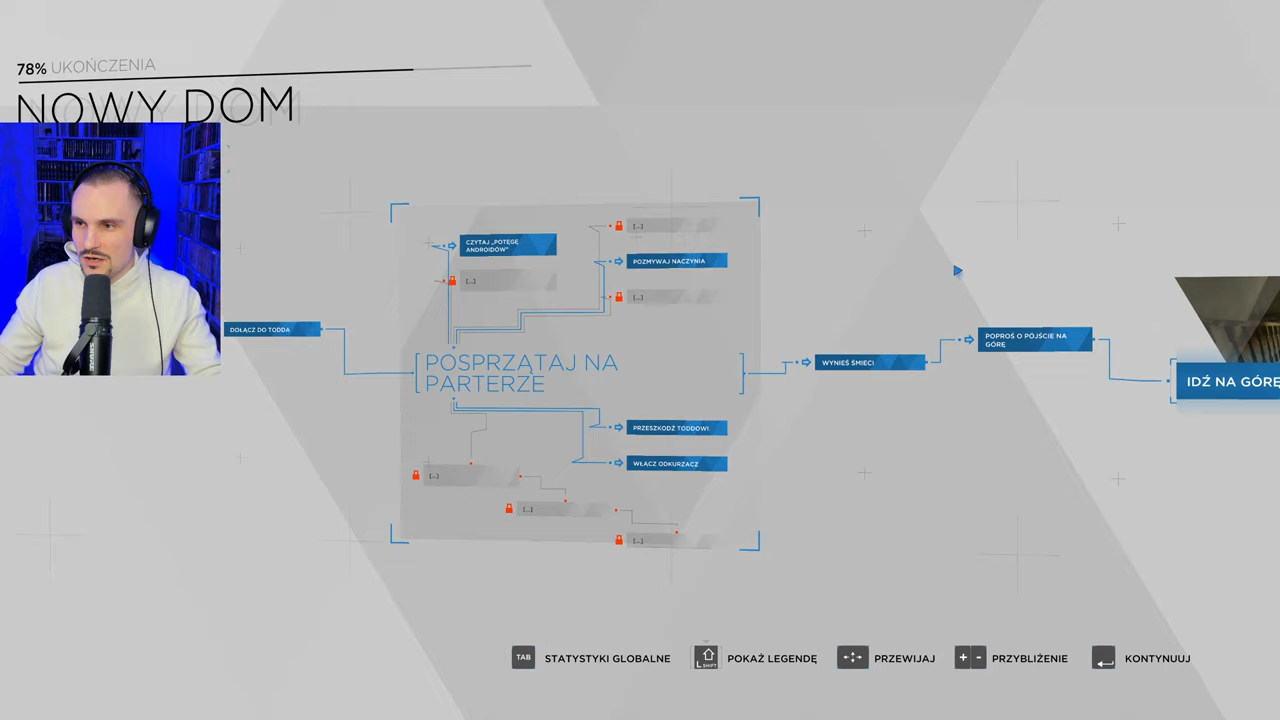 78% UKOŃCZENIA
NOWY DOM
CZYTAJ „POTĘGĘ
ANDROIDÓW”
[...]
[...]
POZMYWAJ NACZYNIA
[...]
DOŁĄCZ DO TODDA
POSPRZĄTAJ NA
PARTERZE
WYNIEŚ ŚMIECI
POPROŚ O PÓJŚCIE NA
GÓRĘ
IDŹ NA GÓRĘ
PRZESZKODŹ TODDOWI
WŁĄCZ ODKURZACZ
[...]
[...]
[...]
TAB STATYSTYKI GLOBALNE
L SHIFT POKAŻ LEGENDĘ
PRZEWIJAJ
+ - PRZYBLIŻENIE
KONTYNUUJ